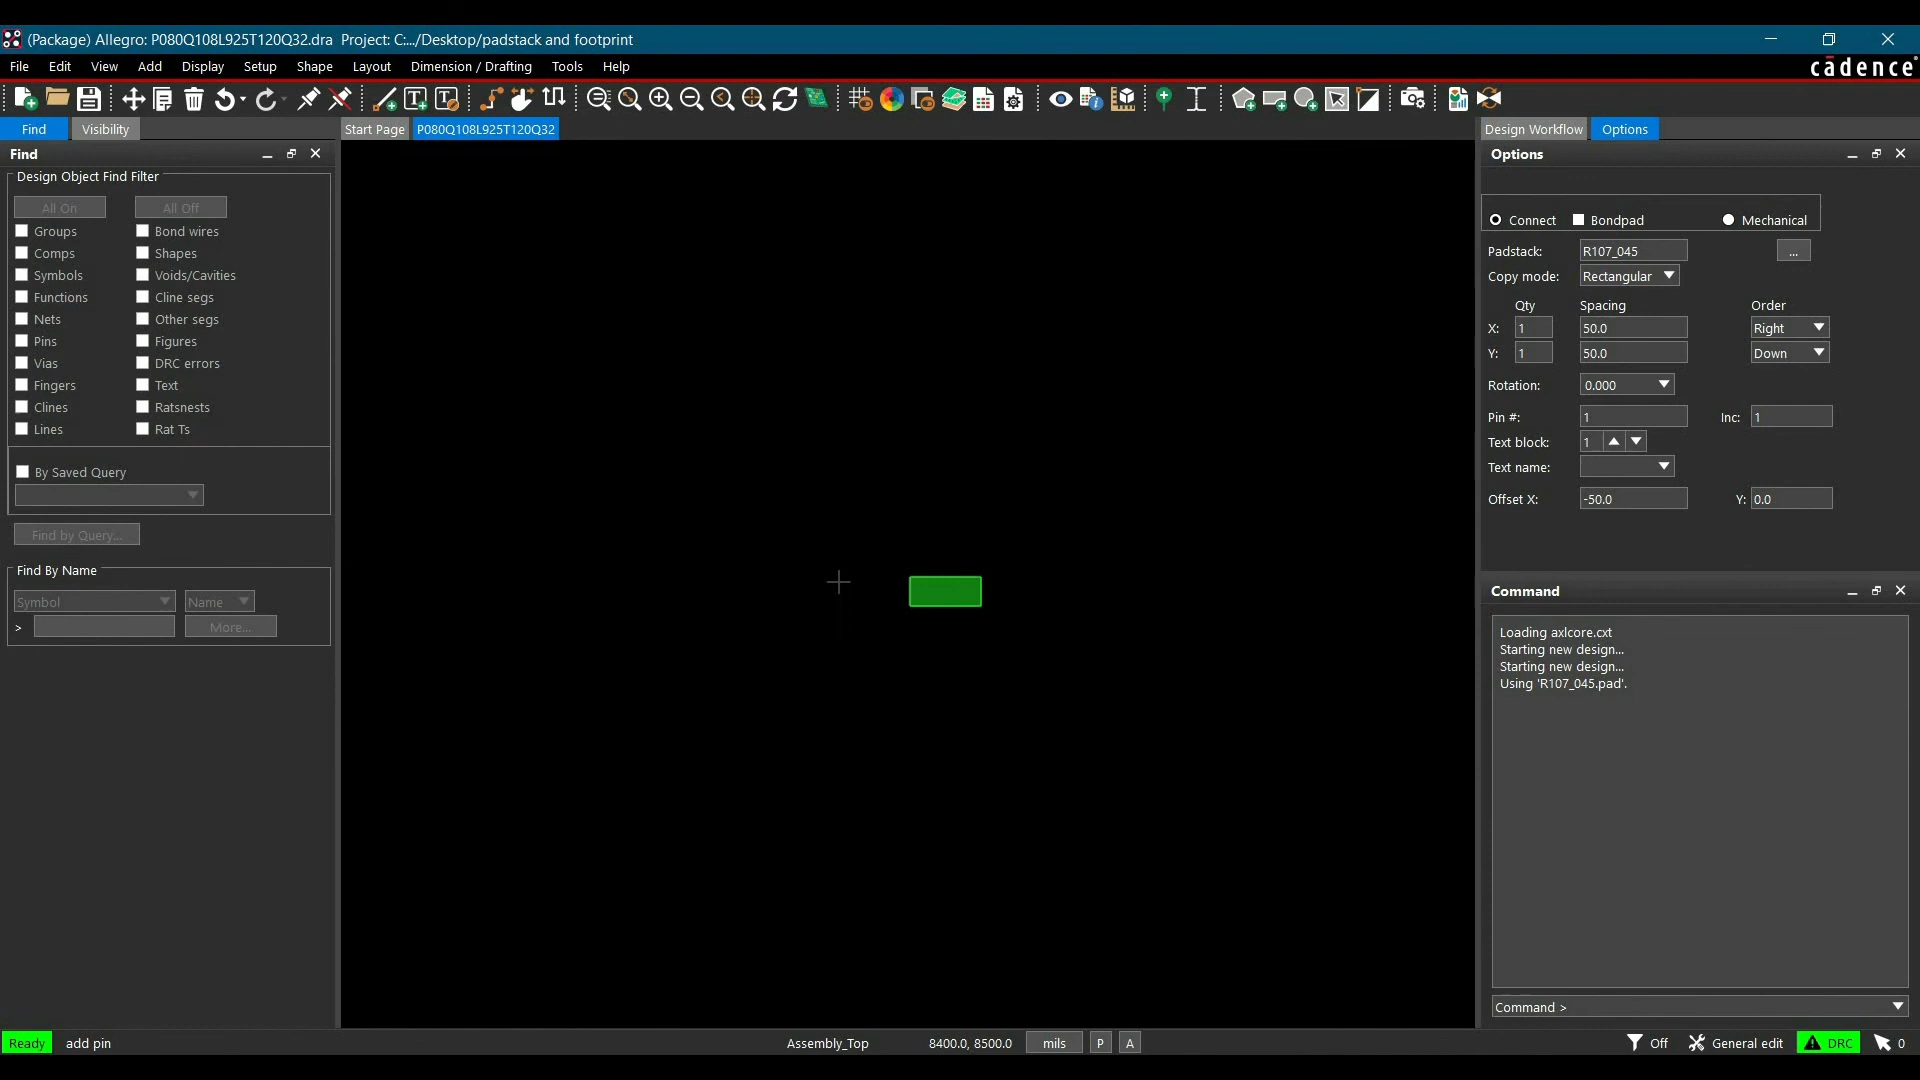 (Package) Allegro: P080Q108L925T120Q32.dra Project: C:.../Desktop/padstack and footprint
File Edit View Add Display Setup Shape Layout Dimension / Drafting Tools Help
cādence
Find Visibility Start Page P080Q108L925T120Q32 Design Workflow Options
Find
Design Object Find Filter
All On All Off
Groups Bond wires
Comps Shapes
Symbols Voids/Cavities
Functions Cline segs
Nets Other segs
Pins Figures
Vias DRC errors
Fingers Text
Clines Ratsnests
Lines Rat Ts
By Saved Query
Find by Query...
Find By Name
Symbol Name
> More...
Options
Connect Bondpad Mechanical
Padstack: R107_045 ...
Copy mode: Rectangular
Qty Spacing Order
X: 1 50.0 Right
Y: 1 50.0 Down
Rotation: 0.000
Pin #: 1 Inc: 1
Text block: 1
Text name:
Offset X: -50.0 Y: 0.0
Command
Loading axlcore.cxt
Starting new design...
Starting new design...
Using 'R107_045.pad'.
Command >
Ready add pin Assembly_Top 8400.0, 8500.0 mils P A Off General edit DRC 0